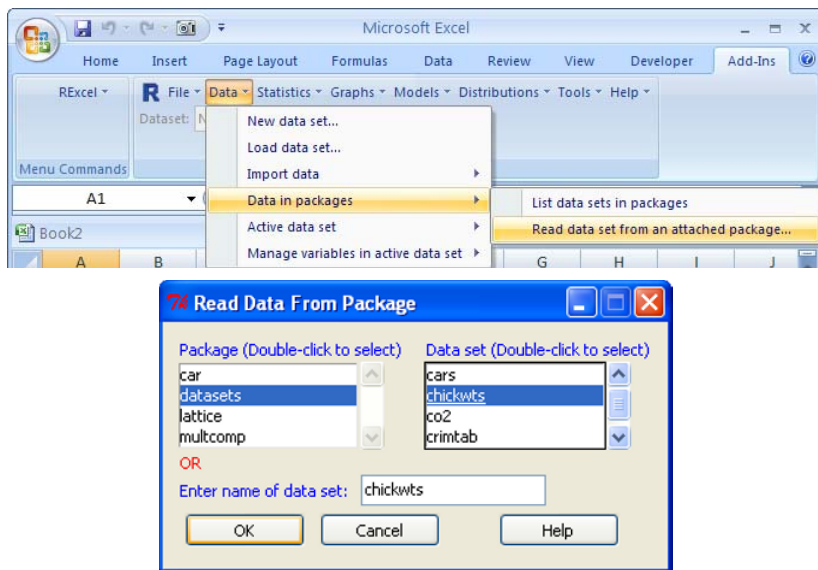 Microsoft Excel
Home Insert Page Layout Formulas Data Review View Developer Add-Ins
RExcel R File Data Statistics Graphs Models Distributions Tools Help
Dataset: N
New data set...
Load data set...
Import data
Menu Commands
A1
Data in packages
List data sets in packages
Book2
Active data set
Read data set from an attached package...
Manage variables in active data set
A B G H I J
Read Data From Package
Package (Double-click to select) Data set (Double-click to select)
car cars
datasets chickwts
lattice co2
multcomp crimtab
OR
Enter name of data set: chickwts
OK Cancel Help